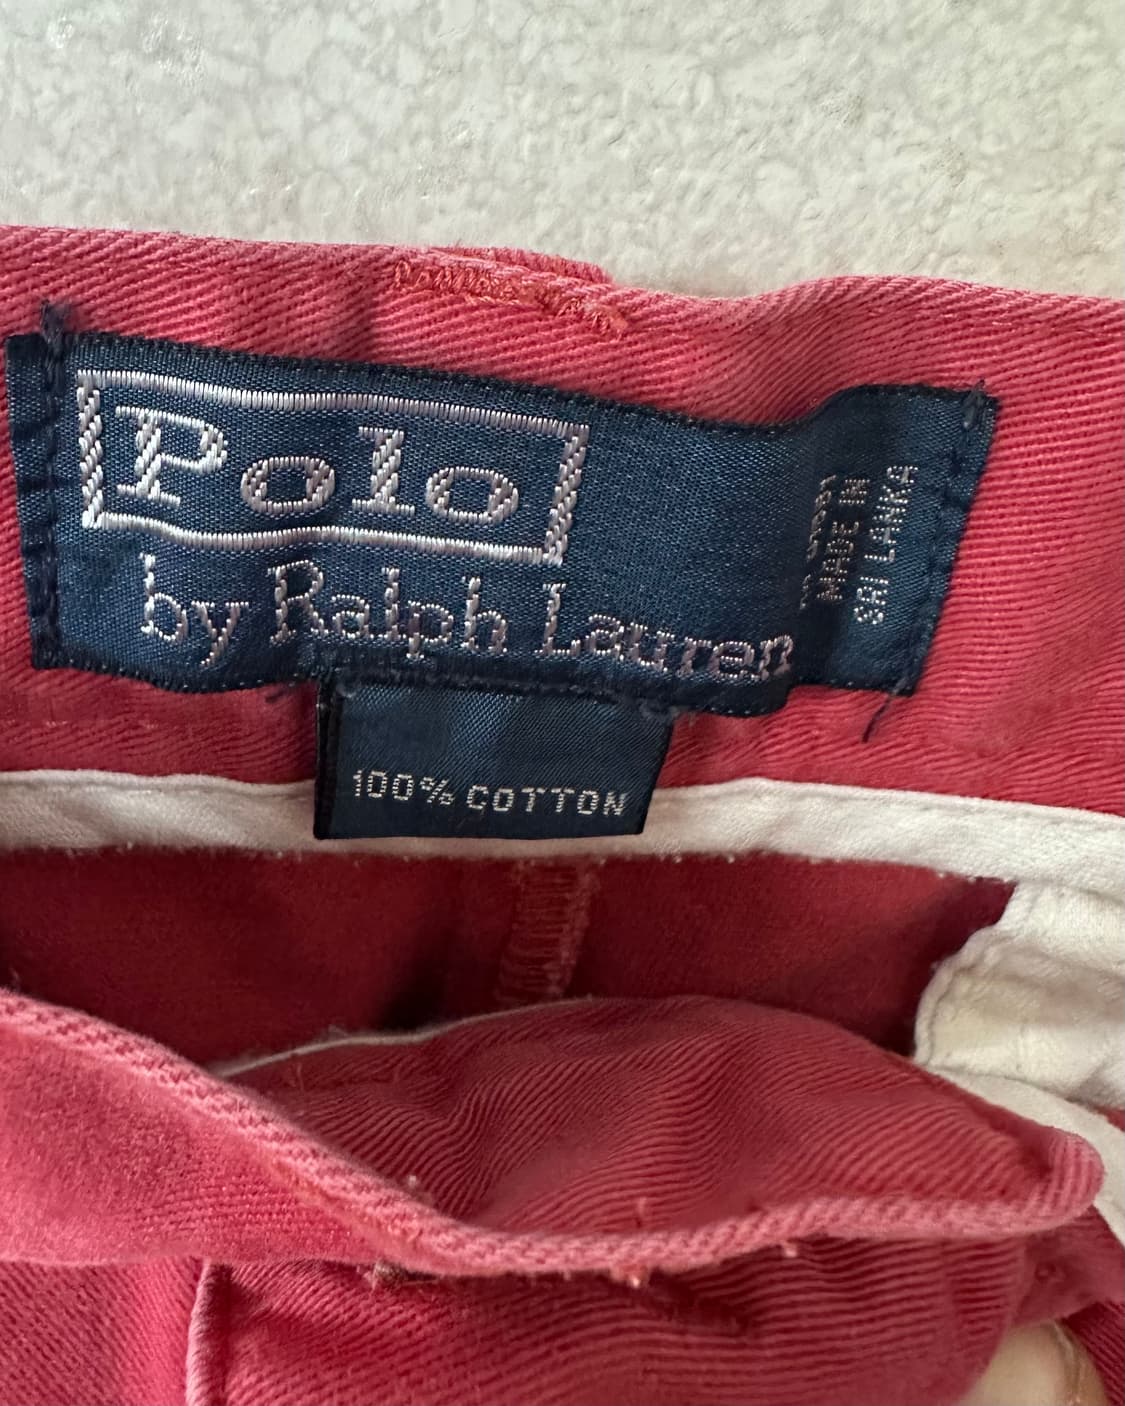 Polo
by Ralph Lauren
MADE IN
SRI LANKA
100% COTTON